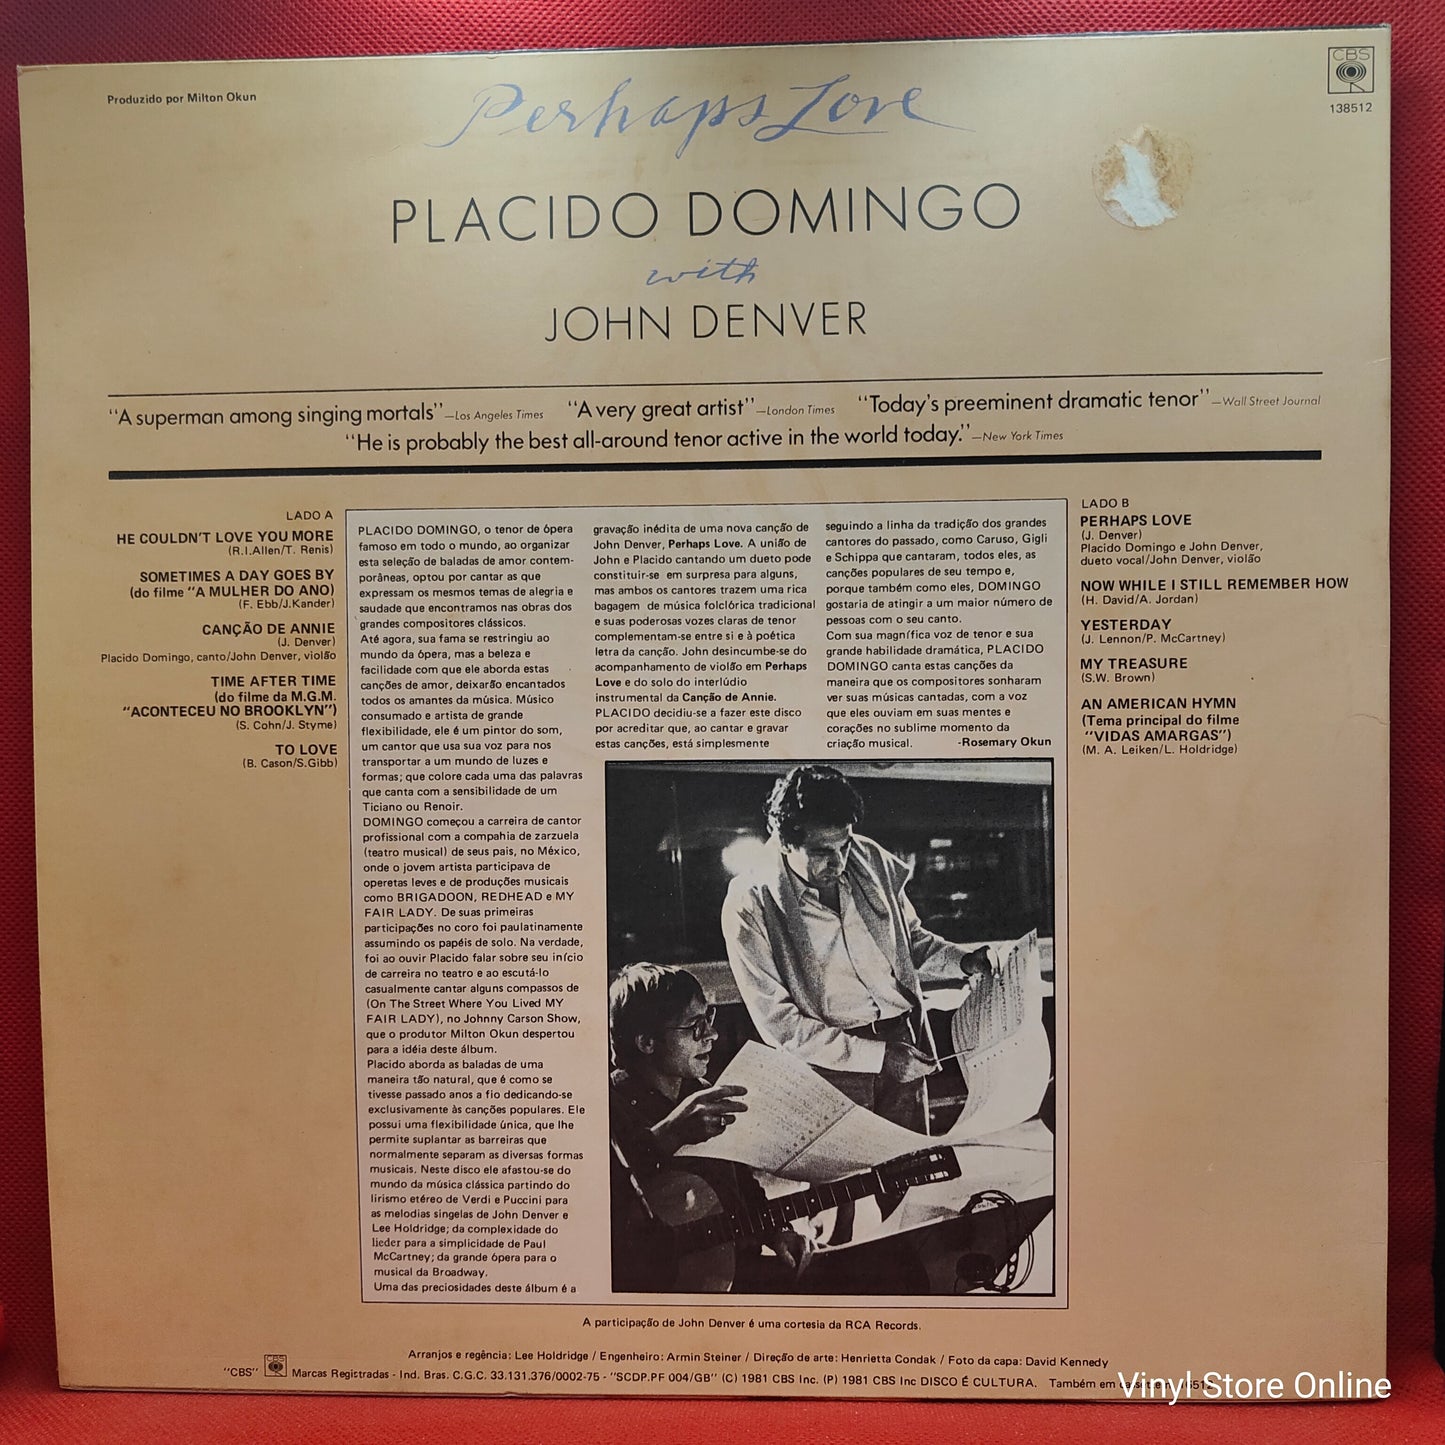 Produzido por Milton Okun
Perhaps Love
CBS
138512
PLACIDO DOMINGO
with
JOHN DENVER
"A superman among singing mortals"—Los Angeles Times "A very great artist"—London Times "Today's preeminent dramatic tenor"—Wall Street Journal
"He is probably the best all-around tenor active in the world today."—New York Times
LADO A
HE COULDN'T LOVE YOU MORE
(R.I.Allen/T. Renis)
SOMETIMES A DAY GOES BY
(do filme "A MULHER DO ANO)
(F. Ebb/J.Kander)
CANÇÃO DE ANNIE
(J. Denver)
Placido Domingo, canto/John Denver, violão
TIME AFTER TIME
(do filme da M.G.M.
"ACONTECEU NO BROOKLYN")
(S. Cohn/J. Styme)
TO LOVE
(B. Cason/S.Gibb)
PLACIDO DOMINGO, o tenor de ópera
famoso em todo o mundo, ao organizar
esta seleção de baladas de amor contem-
porâneas, optou por cantar as que
expressam os mesmos temas de alegria e
saudade que encontramos nas obras dos
grandes compositores clássicos.
Até agora, sua fama se restringiu ao
mundo da ópera, mas a beleza e
facilidade com que ele aborda estas
canções de amor, deixarão encantados
todos os amantes da música. Músico
consumado e artista de grande
flexibilidade, ele é um pintor do som,
um cantor que usa sua voz para nos
transportar a um mundo de luzes e
formas; que colore cada uma das palavras
que canta com a sensibilidade de um
Ticiano ou Renoir.
DOMINGO começou a carreira de cantor
profissional com a compahia de zarzuela
(teatro musical) de seus pais, no México,
onde o jovem artista participava de
operetas leves e de produções musicais
como BRIGADOON, REDHEAD e MY
FAIR LADY. De suas primeiras
participações no coro foi paulatinamente
assumindo os papéis de solo. Na verdade,
foi ao ouvir Placido falar sobre seu início
de carreira no teatro e ao escutá-lo
casualmente cantar alguns compassos de
(On The Street Where You Lived MY
FAIR LADY), no Johnny Carson Show,
que o produtor Milton Okun despertou
para a idéia deste álbum.
Placido aborda as baladas de uma
maneira tão natural, que é como se
tivesse passado anos a fio dedicando-se
exclusivamente às canções populares. Ele
possui uma flexibilidade única, que lhe
permite suplantar as barreiras que
normalmente separam as diversas formas
musicais. Neste disco ele afastou-se do
mundo da música clássica partindo do
lirismo etéreo de Verdi e Puccini para
as melodias singelas de John Denver e
Lee Holdridge; da complexidade do
lieder para a simplicidade de Paul
McCartney; da grande ópera para o
musical da Broadway.
Uma das preciosidades deste álbum é a
gravação inédita de uma nova canção de
John Denver, Perhaps Love. A união de
John e Placido cantando um dueto pode
constituir-se em surpresa para alguns,
mas ambos os cantores trazem uma rica
bagagem de música folclórica tradicional
e suas poderosas vozes claras de tenor
complementam-se entre si e à poética
letra da canção. John desincumbe-se do
acompanhamento de violão em Perhaps
Love e do solo do interlúdio
instrumental da Canção de Annie.
PLACIDO decidiu-se a fazer este disco
por acreditar que, ao cantar e gravar
estas canções, está simplesmente
seguindo a linha da tradição dos grandes
cantores do passado, como Caruso, Gigli
e Schippa que cantaram, todos eles, as
canções populares de seu tempo e,
porque também como eles, DOMINGO
gostaria de atingir a um maior número de
pessoas com o seu canto.
Com sua magnífica voz de tenor e sua
grande habilidade dramática, PLACIDO
DOMINGO canta estas canções da
maneira que os compositores sonharam
ver suas músicas cantadas, com a voz
que eles ouviam em suas mentes e
corações no sublime momento da
criação musical. -Rosemary Okun
LADO B
PERHAPS LOVE
(J. Denver)
Placido Domingo e John Denver,
dueto vocal/John Denver, violão
NOW WHILE I STILL REMEMBER HOW
(H. David/A. Jordan)
YESTERDAY
(J. Lennon/P. McCartney)
MY TREASURE
(S.W. Brown)
AN AMERICAN HYMN
(Tema principal do filme
"VIDAS AMARGAS")
(M. A. Leiken/L. Holdridge)
A participação de John Denver é uma cortesia da RCA Records.
Arranjos e regência: Lee Holdridge / Engenheiro: Armin Steiner / Direção de arte: Henrietta Condak / Foto da capa: David Kennedy
"CBS" CBS Marcas Registradas - Ind. Bras. C.G.C. 33.131.376/0002-75 - "SCDP.PF 004/GB" (C) 1981 CBS Inc. (P) 1981 CBS Inc DISCO É CULTURA. Também em
Vinyl Store Online